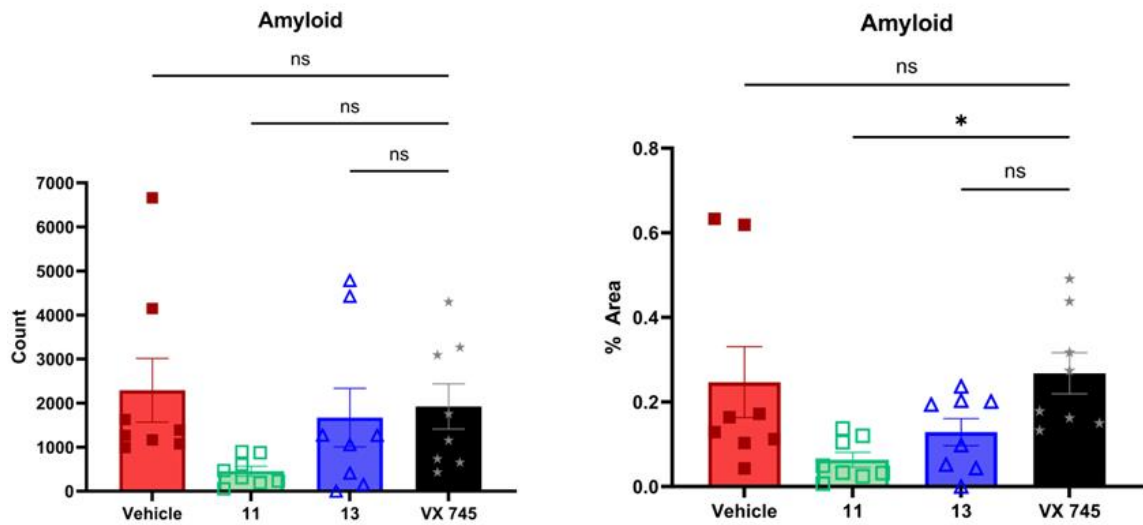 Amyloid
ns
ns
ns
7000
6000
5000
4000
3000
2000
1000
0
Count
Vehicle
11
13
VX 745
Amyloid
ns
*
ns
0.8
0.6
0.4
0.2
0.0
% Area
Vehicle
11
13
VX 745